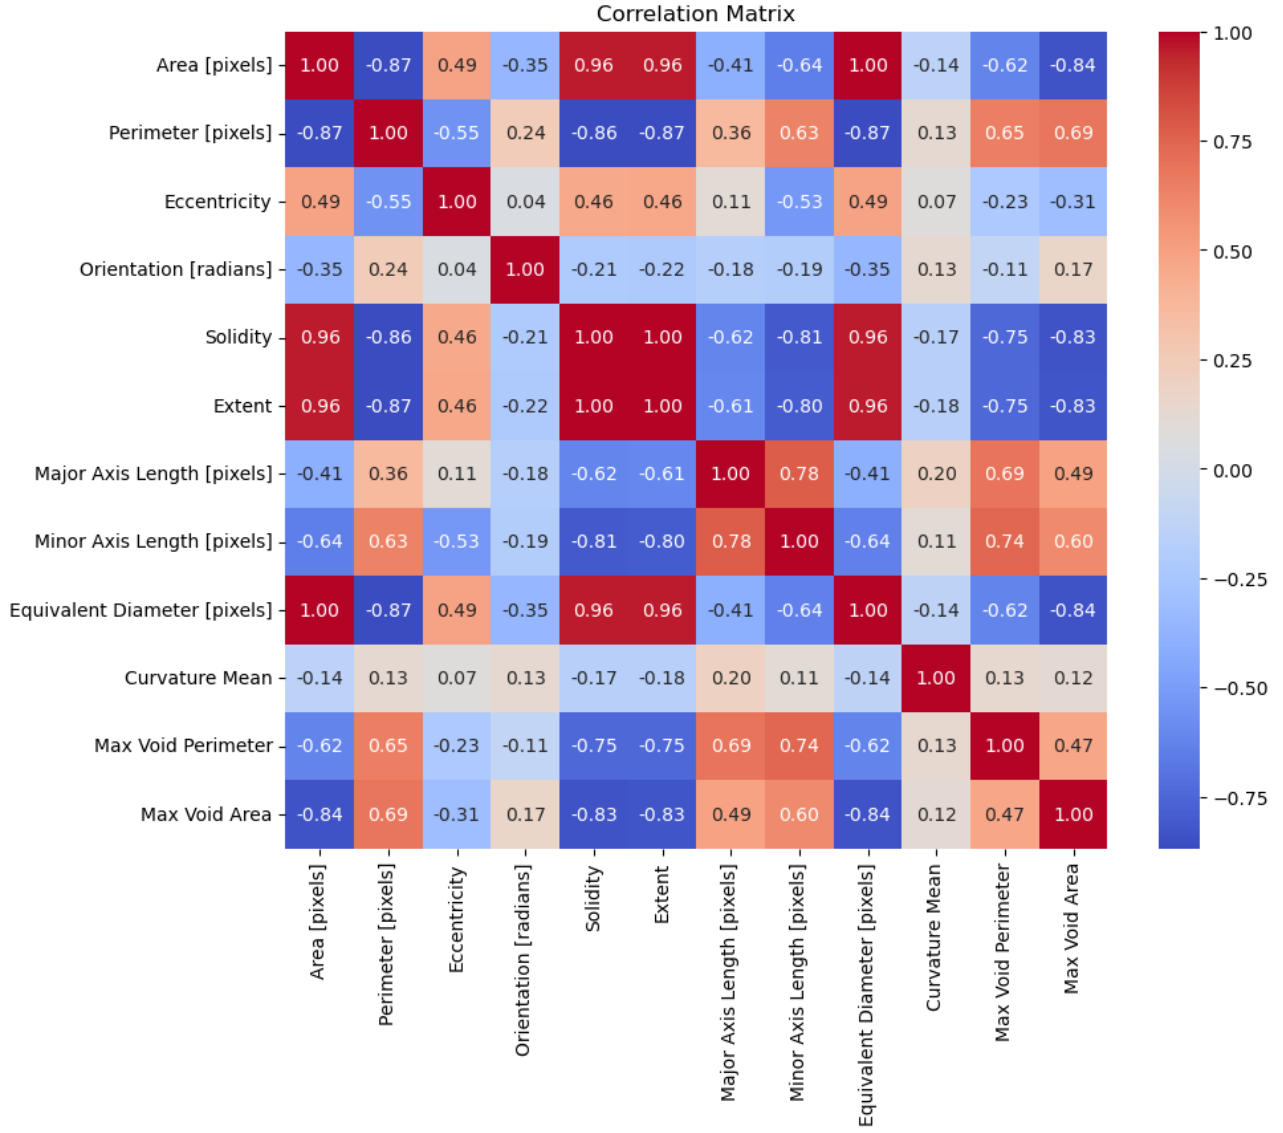 Correlation Matrix
Area [pixels] 1.00 -0.87 0.49 -0.35 0.96 0.96 -0.41 -0.64 1.00 -0.14 -0.62 -0.84
Perimeter [pixels] -0.87 1.00 -0.55 0.24 -0.86 -0.87 0.36 0.63 -0.87 0.13 0.65 0.69
Eccentricity 0.49 -0.55 1.00 0.04 0.46 0.46 0.11 -0.53 0.49 0.07 -0.23 -0.31
Orientation [radians] -0.35 0.24 0.04 1.00 -0.21 -0.22 -0.18 -0.19 -0.35 0.13 -0.11 0.17
Solidity 0.96 -0.86 0.46 -0.21 1.00 1.00 -0.62 -0.81 0.96 -0.17 -0.75 -0.83
Extent 0.96 -0.87 0.46 -0.22 1.00 1.00 -0.61 -0.80 0.96 -0.18 -0.75 -0.83
Major Axis Length [pixels] -0.41 0.36 0.11 -0.18 -0.62 -0.61 1.00 0.78 -0.41 0.20 0.69 0.49
Minor Axis Length [pixels] -0.64 0.63 -0.53 -0.19 -0.81 -0.80 0.78 1.00 -0.64 0.11 0.74 0.60
Equivalent Diameter [pixels] 1.00 -0.87 0.49 -0.35 0.96 0.96 -0.41 -0.64 1.00 -0.14 -0.62 -0.84
Curvature Mean -0.14 0.13 0.07 0.13 -0.17 -0.18 0.20 0.11 -0.14 1.00 0.13 0.12
Max Void Perimeter -0.62 0.65 -0.23 -0.11 -0.75 -0.75 0.69 0.74 -0.62 0.13 1.00 0.47
Max Void Area -0.84 0.69 -0.31 0.17 -0.83 -0.83 0.49 0.60 -0.84 0.12 0.47 1.00
Area [pixels]
Perimeter [pixels]
Eccentricity
Orientation [radians]
Solidity
Extent
Major Axis Length [pixels]
Minor Axis Length [pixels]
Equivalent Diameter [pixels]
Curvature Mean
Max Void Perimeter
Max Void Area
1.00
0.75
0.50
0.25
0.00
−0.25
−0.50
−0.75